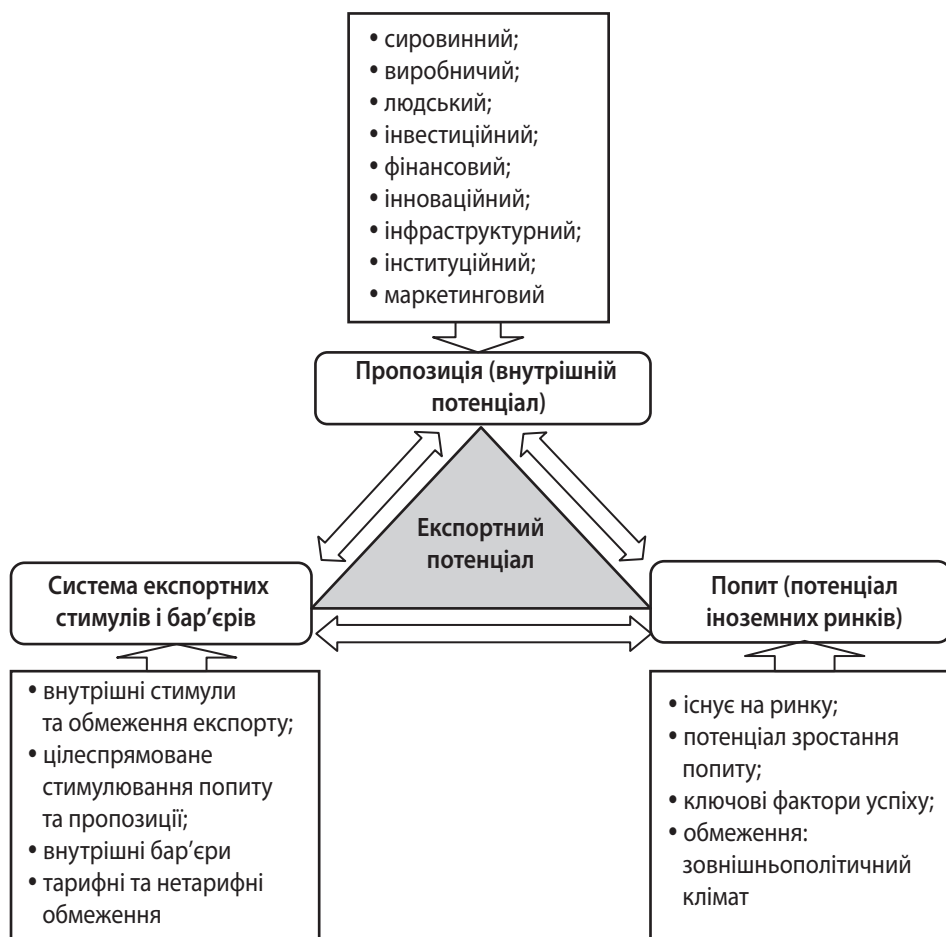 • сировинний;
• виробничий;
• людський;
• інвестиційний;
• фінансовий;
• інноваційний;
• інфраструктурний;
• інституційний;
• маркетинговий
Пропозиція (внутрішній
потенціал)
Експортний
потенціал
Система експортних
стимулів і бар’єрів
Попит (потенціал
іноземних ринків)
• внутрішні стимули
та обмеження експорту;
• цілеспрямоване
стимулювання попиту
та пропозиції;
• внутрішні бар’єри
• тарифні та нетарифні
обмеження
• існує на ринку;
• потенціал зростання
попиту;
• ключові фактори успіху;
• обмеження:
зовнішньополітичний
клімат